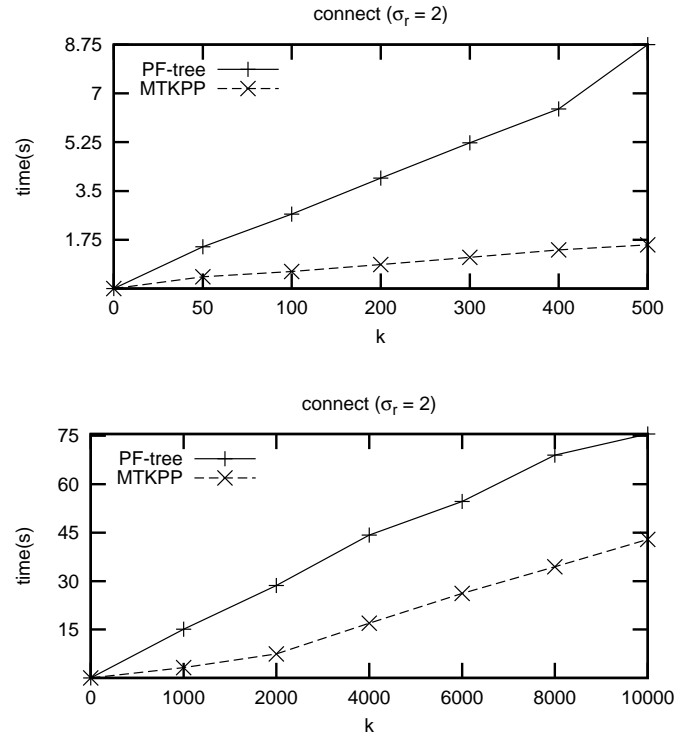 connect (σr = 2)
8.75
7
5.25
3.5
1.75
time(s)
PF-tree
MTKPP
0 50 100 200 300 400 500
k
connect (σr = 2)
75
60
45
30
15
time(s)
PF-tree
MTKPP
0 1000 2000 4000 6000 8000 10000
k